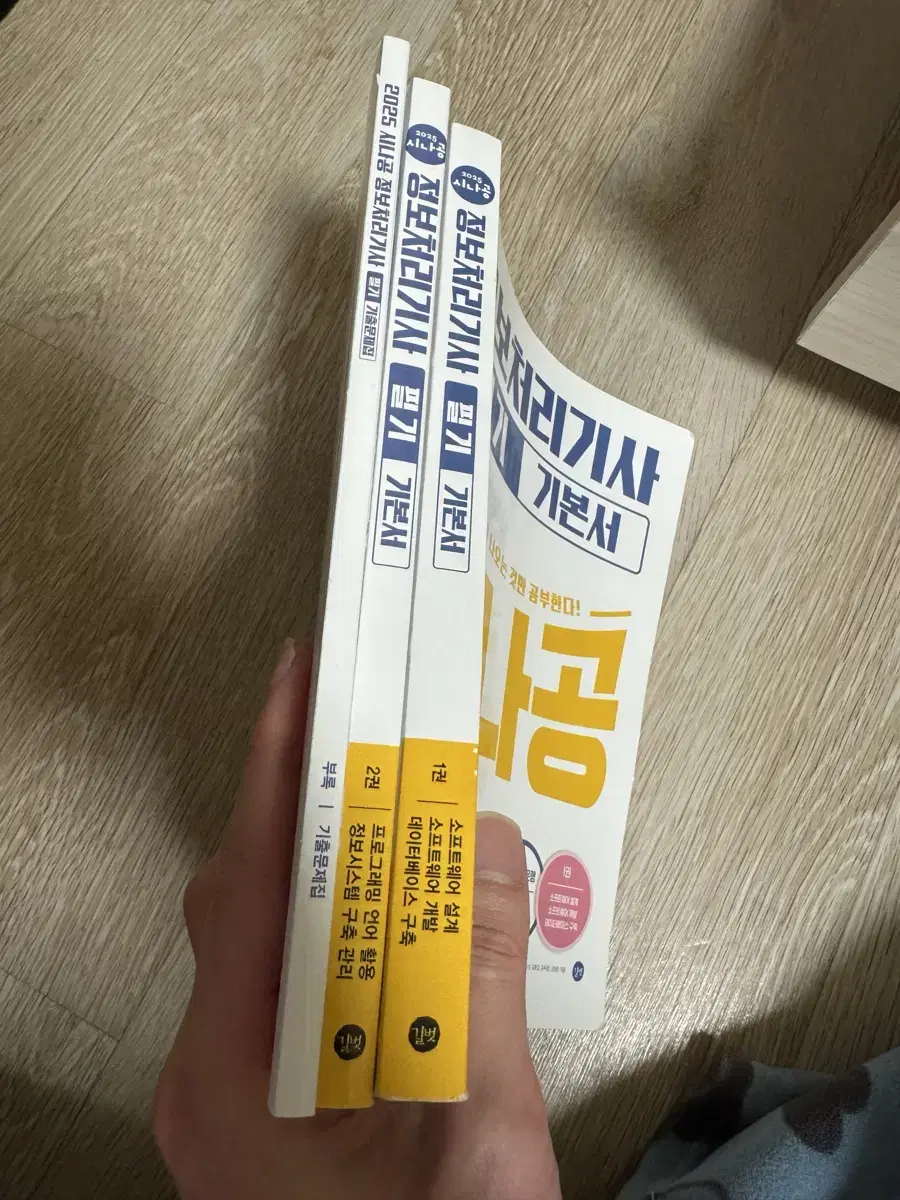 2025 시나공 정보처리기사 필기 기출문제집
부록 | 기출문제집
2025
시나공
정보처리기사 필기 기본서
2권
프로그래밍 언어 활용
정보시스템 구축 관리
길벗
2025
시나공
정보처리기사 필기 기본서
1권
소프트웨어 설계
소프트웨어 개발
데이터베이스 구축
길벗
처리기사
기본서
것만 공부한다!
공
1권
길벗